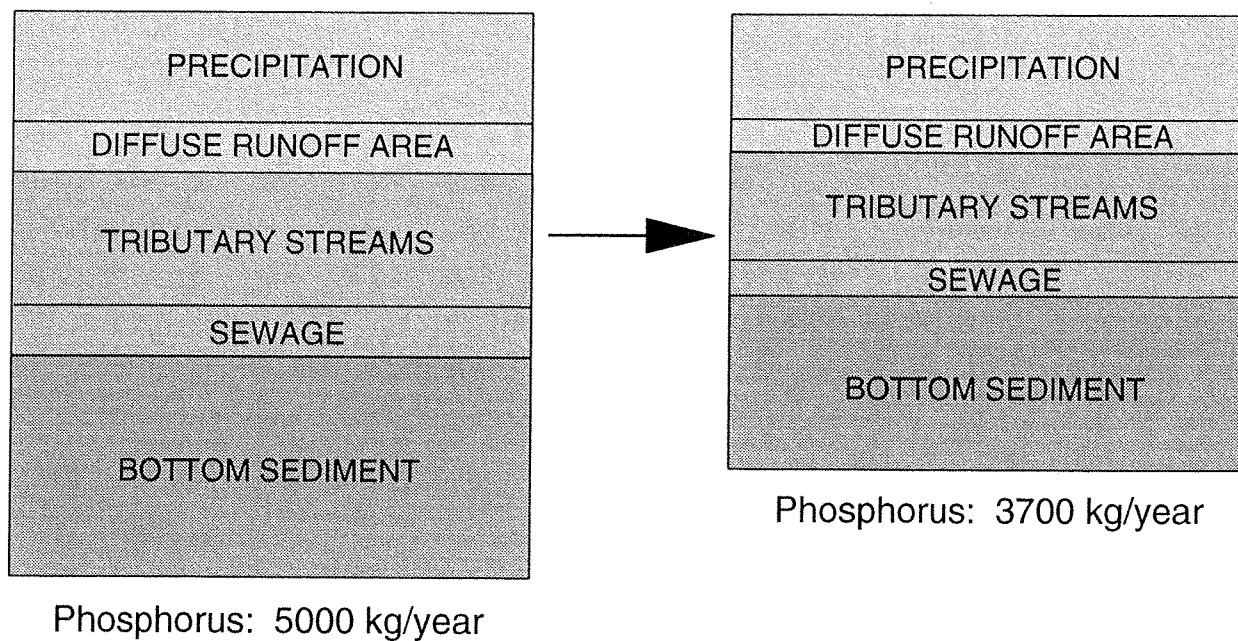 PRECIPITATION
DIFFUSE RUNOFF AREA
TRIBUTARY STREAMS
SEWAGE
BOTTOM SEDIMENT
Phosphorus: 5000 kg/year
PRECIPITATION
DIFFUSE RUNOFF AREA
TRIBUTARY STREAMS
SEWAGE
BOTTOM SEDIMENT
Phosphorus: 3700 kg/year